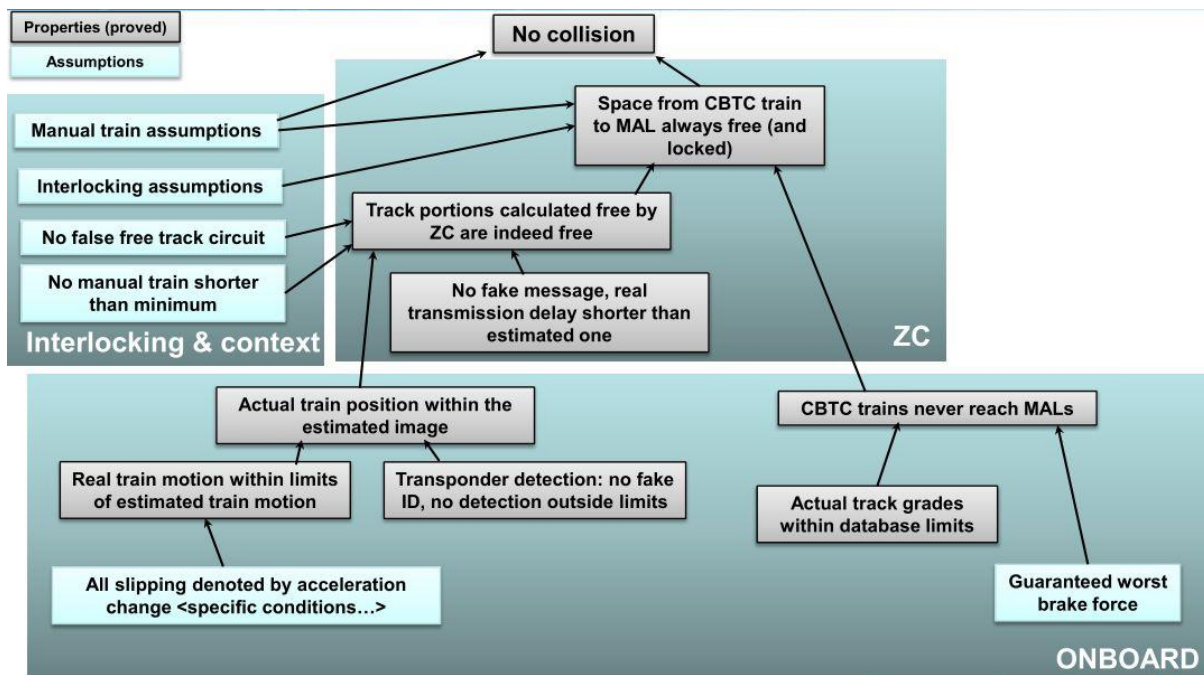 Properties (proved)
Assumptions
No collision
Manual train assumptions
Space from CBTC train
to MAL always free (and
locked)
Interlocking assumptions
Track portions calculated free by
ZC are indeed free
No false free track circuit
No manual train shorter
than minimum
No fake message, real
transmission delay shorter than
estimated one
Interlocking & context
ZC
Actual train position within the
estimated image
CBTC trains never reach MALs
Real train motion within limits
of estimated train motion
Transponder detection: no fake
ID, no detection outside limits
Actual track grades
within database limits
All slipping denoted by acceleration
change <specific conditions…>
Guaranteed worst
brake force
ONBOARD